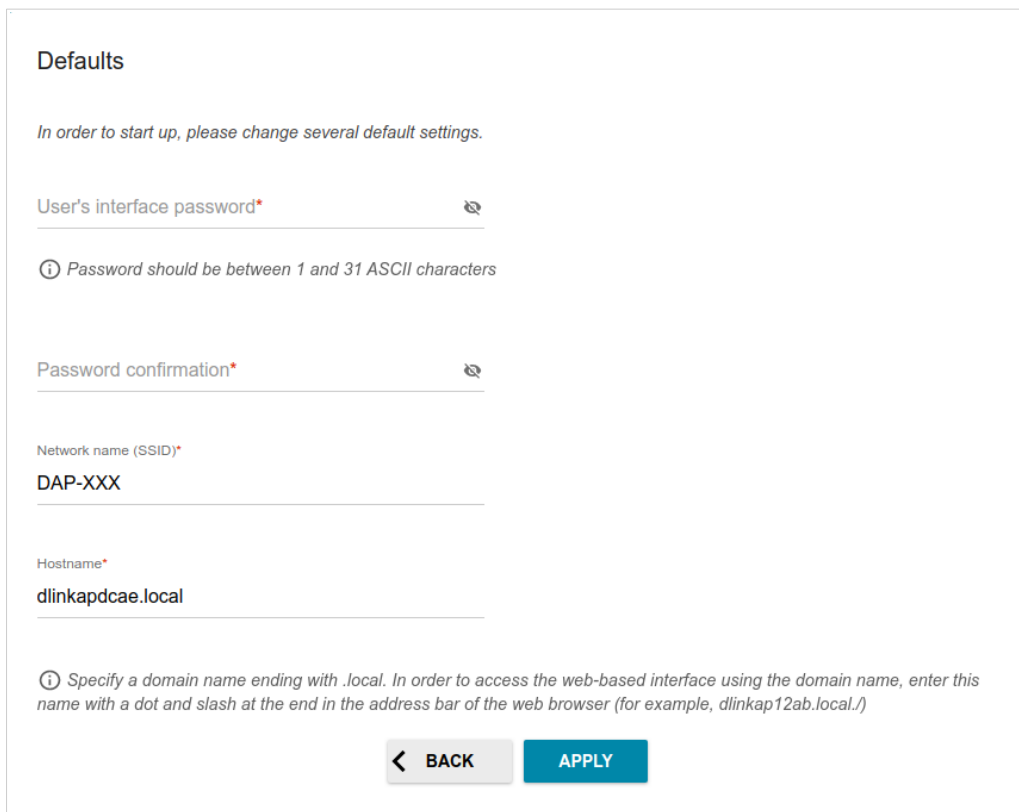 Defaults
In order to start up, please change several default settings.
User's interface password*
Password should be between 1 and 31 ASCII characters
Password confirmation*
Network name (SSID)*
DAP-XXX
Hostname*
dlinkapdcae.local
Specify a domain name ending with .local. In order to access the web-based interface using the domain name, enter this
name with a dot and slash at the end in the address bar of the web browser (for example, dlinkap12ab.local./)
BACK
APPLY